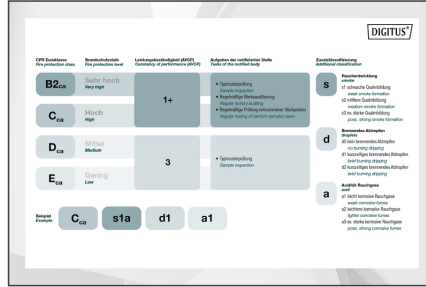 DIGITUS®
CPR Euroklasse
Fire protection class
Brandschutzstufe
Fire protection level
Leistungsbeständigkeit (AVCP)
Constancy of performance (AVCP)
Aufgaben der notifizierten Stelle
Tasks of the notified body
B2ca
Sehr hoch
Very high
Cca
Hoch
High
1+
• Typenprüfung
Sample inspection
• Regelmäßige Werksauditierung
Regular factory auditing
• Regelmäßige Prüfung entnommener Stichproben
Regular testing of random samples taken
Dca
Mittel
Medium
Eca
Gering
Low
3
• Typenprüfung
Sample inspection
Beispiel
Example
Cca
s1a
d1
a1
Zusatzklassifizierung
Additional classification
s
Rauchentwicklung
smoke
s1 schwache Qualmbildung
weak smoke formation
s2 mittlere Qualmbildung
medium smoke formation
s3 ev. starke Qualmbildung
poss. strong smoke formation
d
Brennendes Abtropfen
droplets
d0 kein brennendes Abtropfen
no burning dripping
d1 kurzzeitiges brennendes Abtropfen
brief burning dripping
d2 kurzzeitiges brennendes Abtropfen
brief burning dripping
a
Acidität Rauchgase
acid
a1 leicht korrosive Rauchgase
weak corrosive fumes
a2 leichtere korrosive Rauchgase
lighter corrosive fumes
a3 ev. starke korrosive Rauchgase
poss. strong corrosive fumes